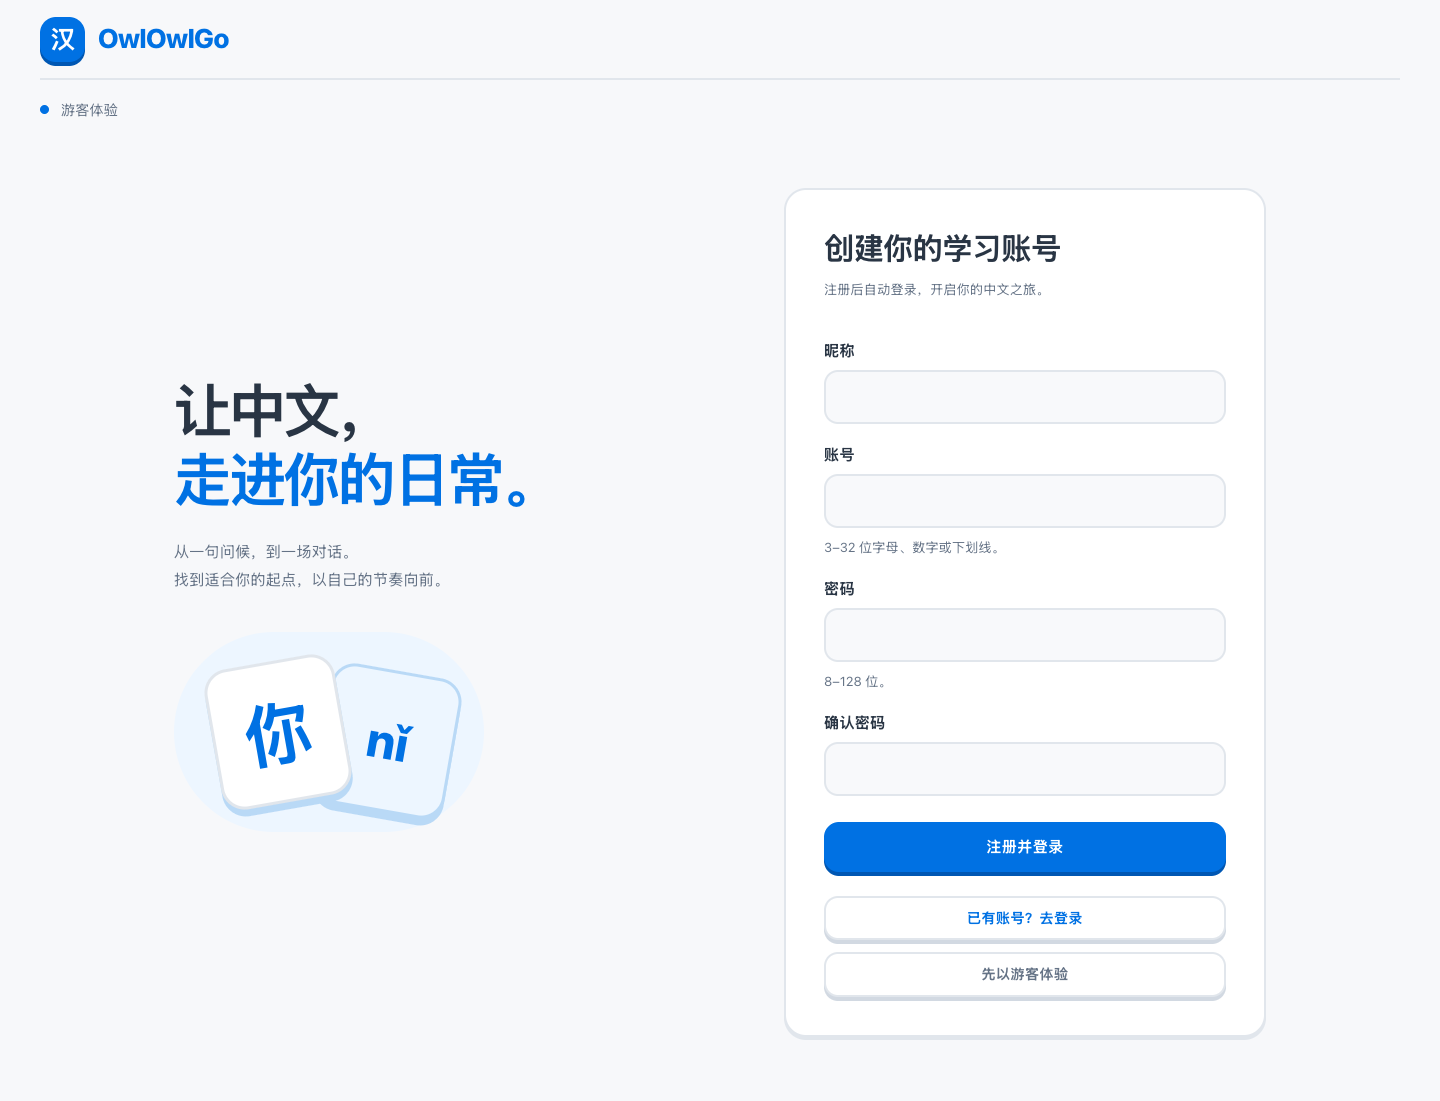 汉 OwlOwlGo
游客体验
让中文，
走进你的日常。
从一句问候，到一场对话。
找到适合你的起点，以自己的节奏向前。
你
nǐ
创建你的学习账号
注册后自动登录，开启你的中文之旅。
昵称
账号
3–32 位字母、数字或下划线。
密码
8–128 位。
确认密码
注册并登录
已有账号？去登录
先以游客体验